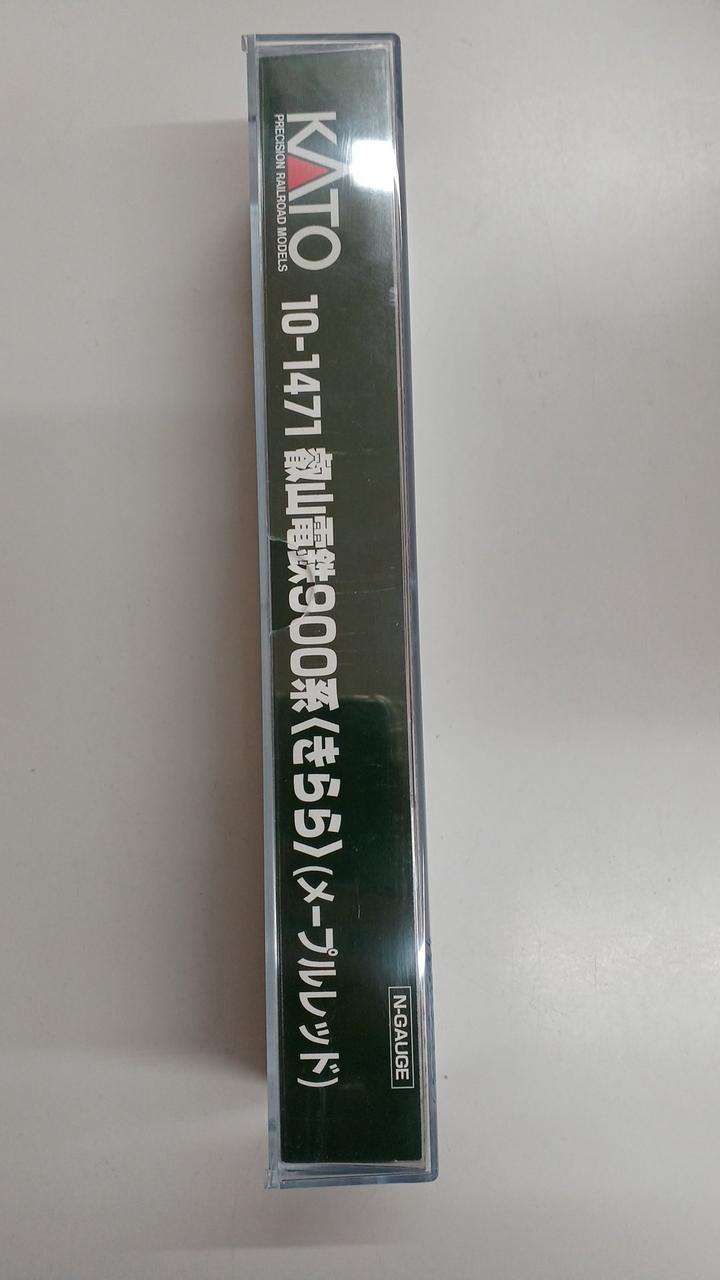 KATO
PRECISION RAILROAD MODELS
10-1471 叡山電鉄900系〈きらら〉(メープルレッド)
N-GAUGE